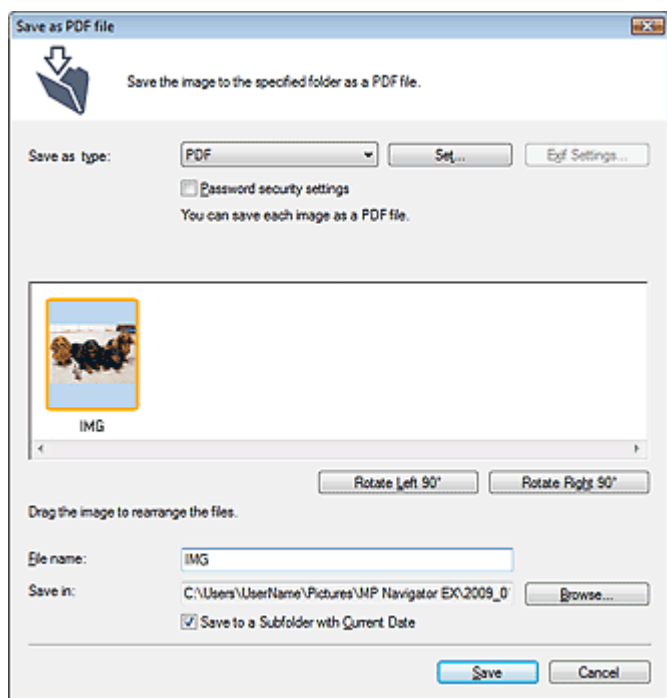 Save as PDF file
Save the image to the specified folder as a PDF file.
Save as type: PDF Set... Exif Settings...
Password security settings
You can save each image as a PDF file.
IMG
Rotate Left 90° Rotate Right 90°
Drag the image to rearrange the files.
File name: IMG
Save in: C:\Users\UserName\Pictures\MP Navigator EX\2009_0 Browse...
Save to a Subfolder with Current Date
Save Cancel